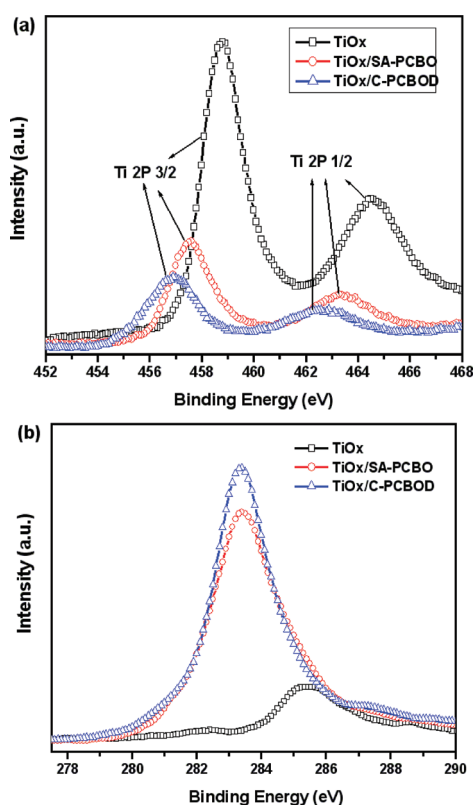 (a)
TiOx
TiOx/SA-PCBO
TiOx/C-PCBOD
Ti 2P 3/2
Ti 2P 1/2
Intensity (a.u.)
452 454 456 457 460 462 464 466 468
Binding Energy (eV)
(b)
TiOx
TiOx/SA-PCBO
TiOx/C-PCBOD
Intensity (a.u.)
278 280 282 284 286 288 290
Binding Energy (eV)